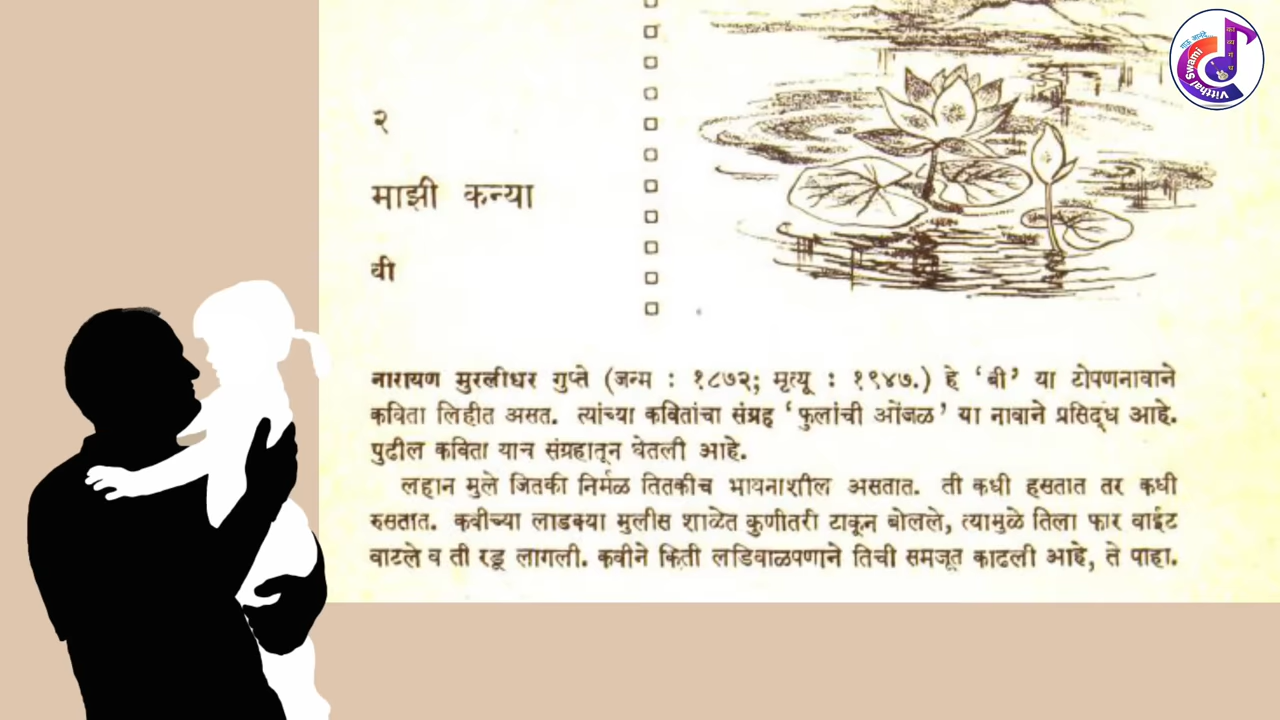 २
माझी कन्या
बी
नारायण मुरलीधर गुप्ते (जन्म : १८७२; मृत्यू : १९४७.) हे ‘बी’ या टोपणनावाने
कविता लिहीत असत. त्यांच्या कवितांचा संग्रह ‘फुलांची ओंजळ’ या नावाने प्रसिद्ध आहे.
पुढील कविता याच संग्रहातून घेतली आहे.
लहान मुले जितकी निर्मळ तितकीच भावनाशील असतात. ती कधी हसतात तर कधी
रुसतात. कवीच्या लाडक्या मुलीस शाळेत कुणीतरी टाकून बोलले, त्यामुळे तिला फार वाईट
वाटले व ती रडू लागली. कवीने किती लडिवाळपणाने तिची समजूत काढली आहे, ते पाहा.
Vitthal Swami